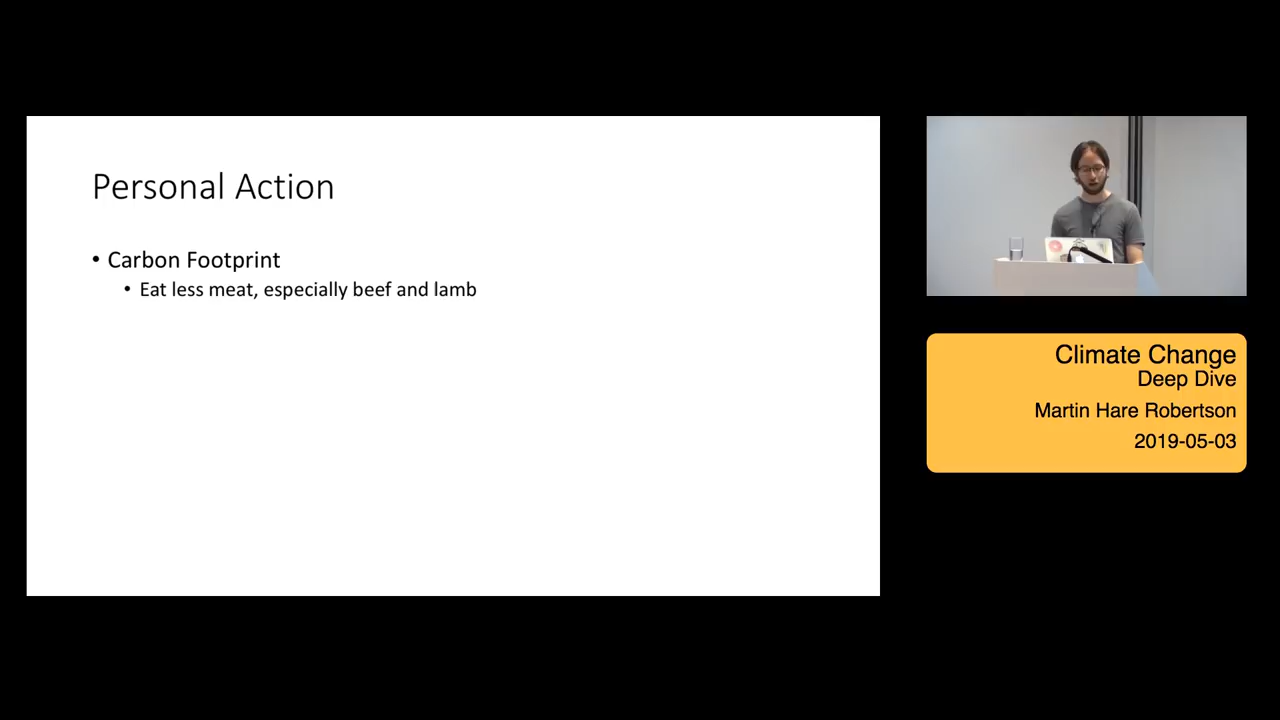 Personal Action
• Carbon Footprint
• Eat less meat, especially beef and lamb
Climate Change
Deep Dive
Martin Hare Robertson
2019-05-03